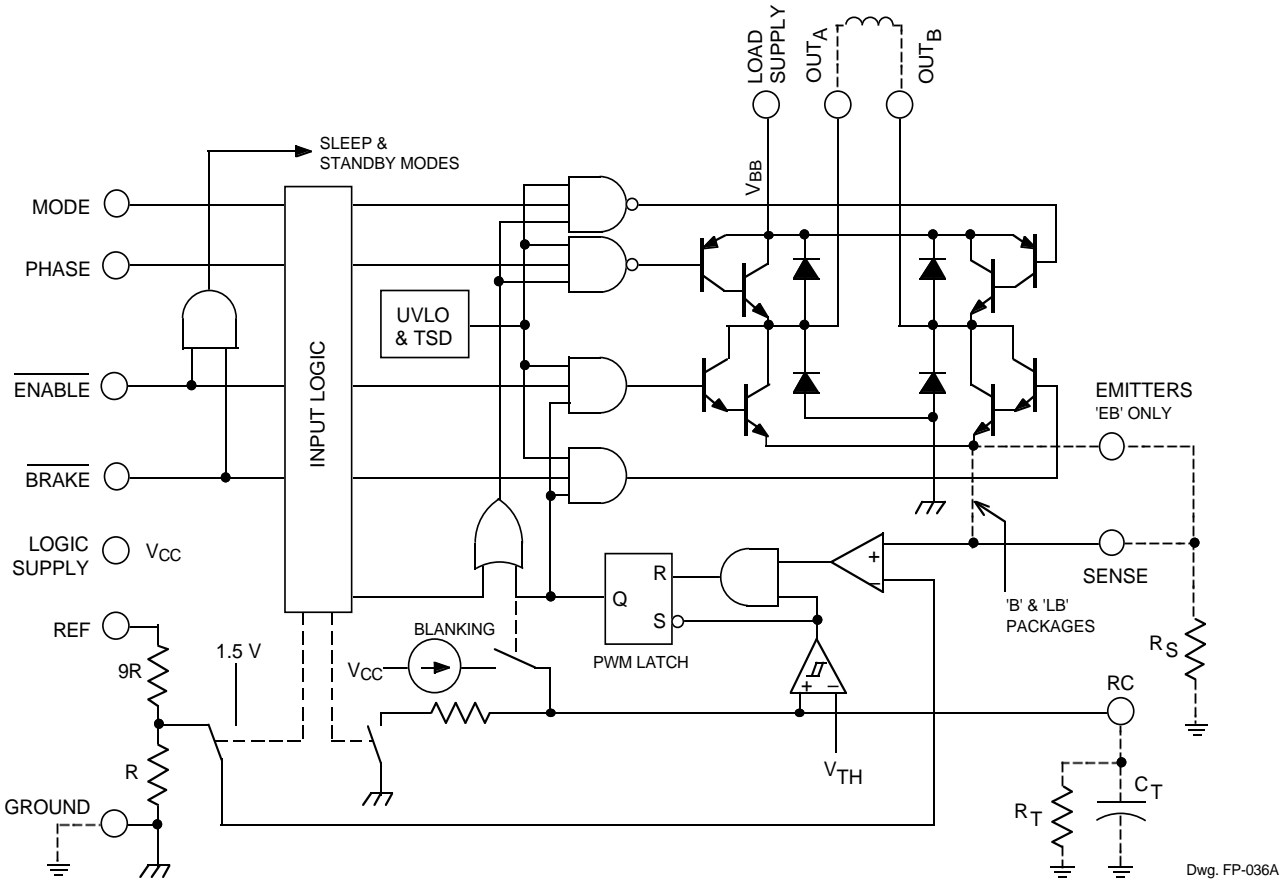 LOAD
SUPPLY
OUTA
OUTB
SLEEP &
STANDBY MODES
VBB
MODE
PHASE
UVLO
& TSD
INPUT LOGIC
ENABLE
EMITTERS
'EB' ONLY
BRAKE
LOGIC
SUPPLY
VCC
+
−
SENSE
R
Q
S
'B' & 'LB'
PACKAGES
REF
BLANKING
PWM LATCH
1.5 V
VCC
9R
RS
+ −
RC
R
VTH
GROUND
RT
CT
Dwg. FP-036A